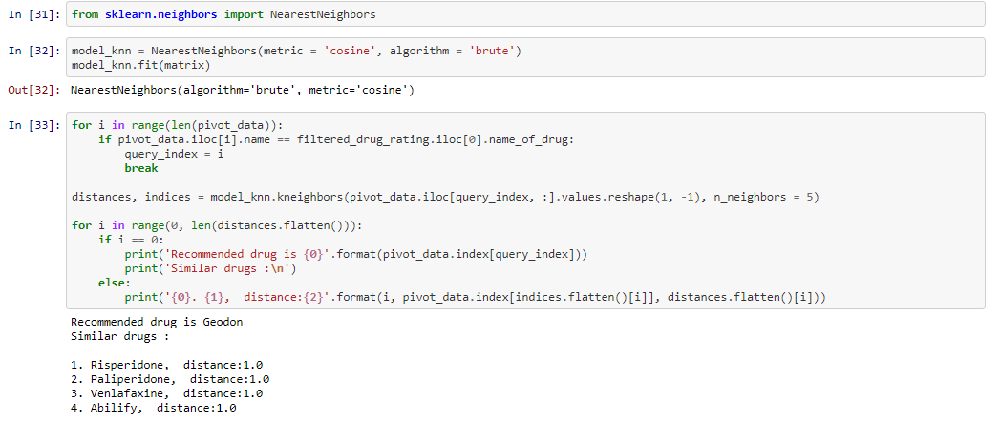 In [31]: from sklearn.neighbors import NearestNeighbors
In [32]: model_knn = NearestNeighbors(metric = 'cosine', algorithm = 'brute')
model_knn.fit(matrix)
Out[32]: NearestNeighbors(algorithm='brute', metric='cosine')
In [33]: for i in range(len(pivot_data)):
    if pivot_data.iloc[i].name == filtered_drug_rating.iloc[0].name_of_drug:
        query_index = i
        break
distances, indices = model_knn.kneighbors(pivot_data.iloc[query_index, :].values.reshape(1, -1), n_neighbors = 5)
for i in range(0, len(distances.flatten())):
    if i == 0:
        print('Recommended drug is {0}'.format(pivot_data.index[query_index]))
        print('Similar drugs :\n')
    else:
        print('{0}. {1},  distance:{2}'.format(i, pivot_data.index[indices.flatten()[i]], distances.flatten()[i]))
Recommended drug is Geodon
Similar drugs :
1. Risperidone,  distance:1.0
2. Paliperidone,  distance:1.0
3. Venlafaxine,  distance:1.0
4. Abilify,  distance:1.0